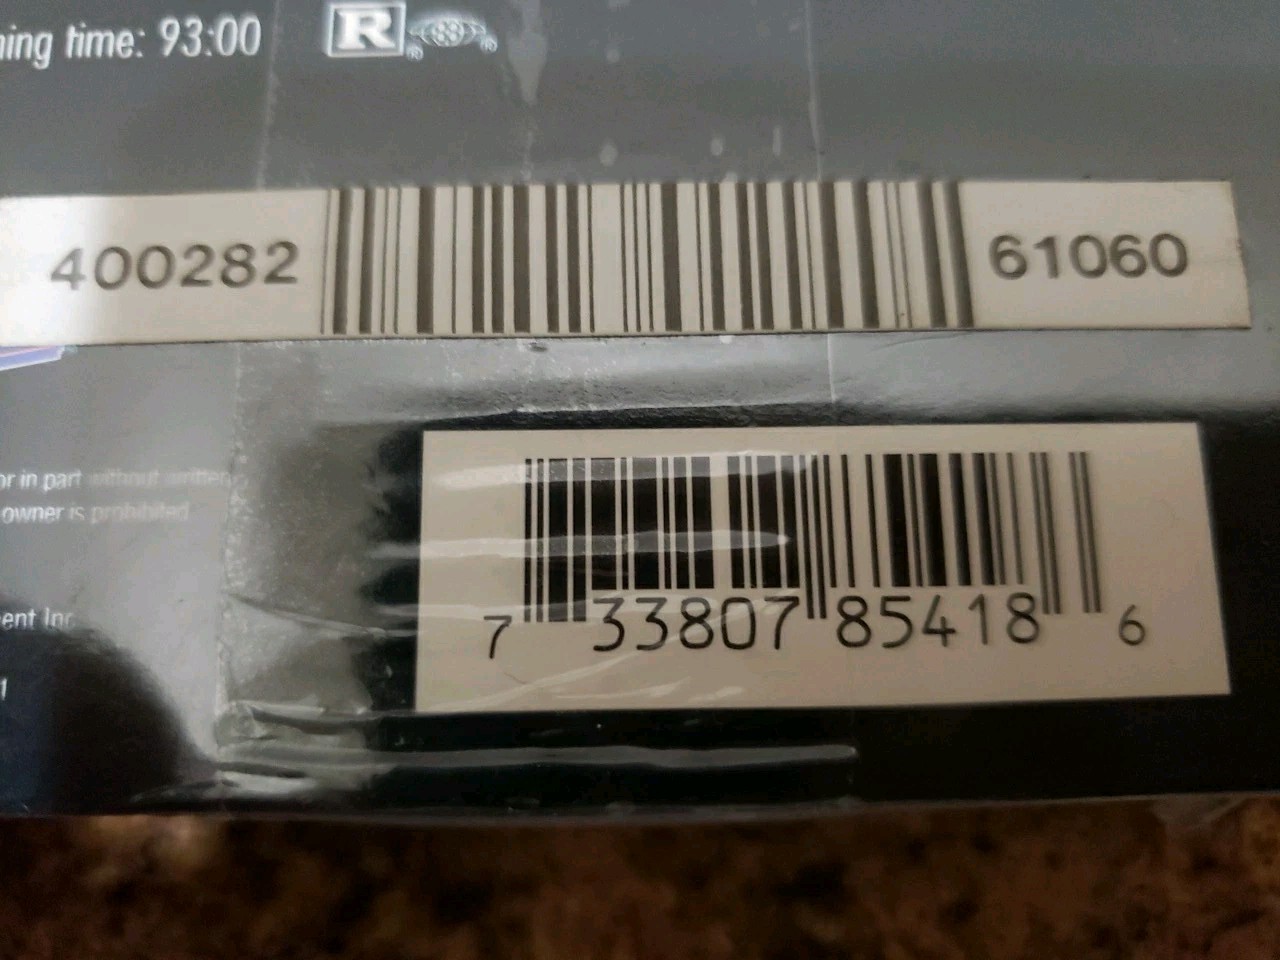 ning time: 93:00 R ® ®
400282 61060
or in part without written
owner is prohibited
ent Inc
7 33807 85418 6
1